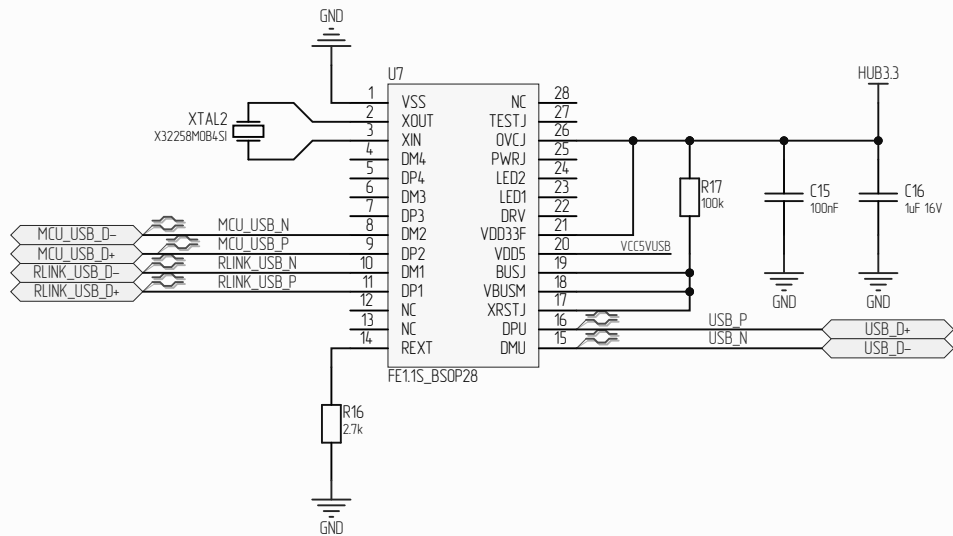 GND
U7
HUB3.3
1 VSS NC 28
2 XOUT TESTJ 27
XTAL2
X32258MOB4SI
3 XIN OVCJ 26
4 DM4 PWRJ 25
5 DP4 LED2 24
6 DM3 LED1 23
7 DP3 DRV 22
R17
100k
C15
100nF
C16
1uF 16V
MCU_USB_D- MCU_USB_N 8 DM2 VDD33F 21
MCU_USB_D+ MCU_USB_P 9 DP2 VDD5 20 VCC5VUSB
RLINK_USB_D- RLINK_USB_N 10 DM1 BUSJ 19
RLINK_USB_D+ RLINK_USB_P 11 DP1 VBUSM 18
GND GND
12 NC XRSTJ 17
13 NC DPU 16 USB_P USB_D+
14 REXT DMU 15 USB_N USB_D-
FE1.1S_BSOP28
R16
2.7k
GND